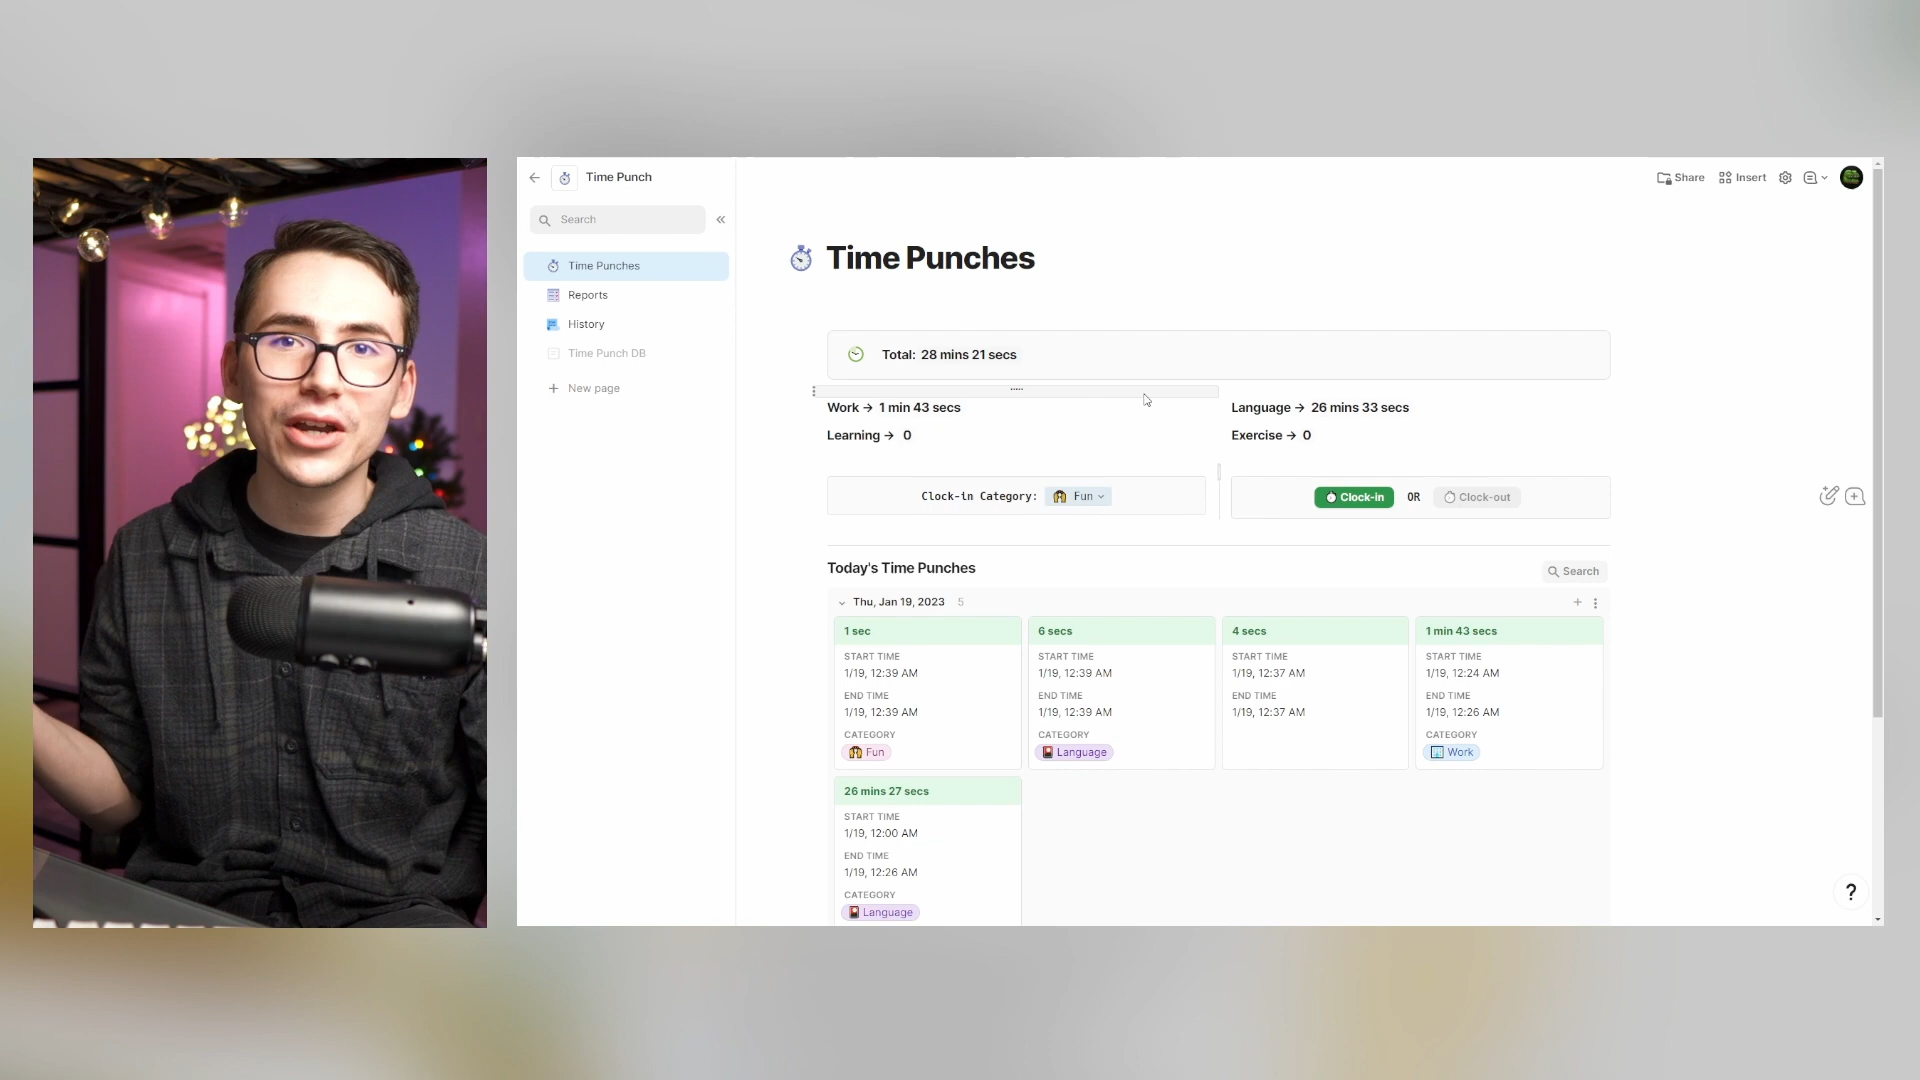 Time Punch
Share
Insert
Search
Time Punches
Reports
History
Time Punch DB
New page
Time Punches
Total: 28 mins 21 secs
Work → 1 min 43 secs
Language → 26 mins 33 secs
Learning → 0
Exercise → 0
Clock-in Category: Fun
Clock-in OR Clock-out
Today's Time Punches
Search
Thu, Jan 19, 2023 5
1 sec
START TIME
1/19, 12:39 AM
END TIME
1/19, 12:39 AM
CATEGORY
Fun
6 secs
START TIME
1/19, 12:39 AM
END TIME
1/19, 12:39 AM
CATEGORY
Language
4 secs
START TIME
1/19, 12:37 AM
END TIME
1/19, 12:37 AM
1 min 43 secs
START TIME
1/19, 12:24 AM
END TIME
1/19, 12:26 AM
CATEGORY
Work
26 mins 27 secs
START TIME
1/19, 12:00 AM
END TIME
1/19, 12:26 AM
CATEGORY
Language
?